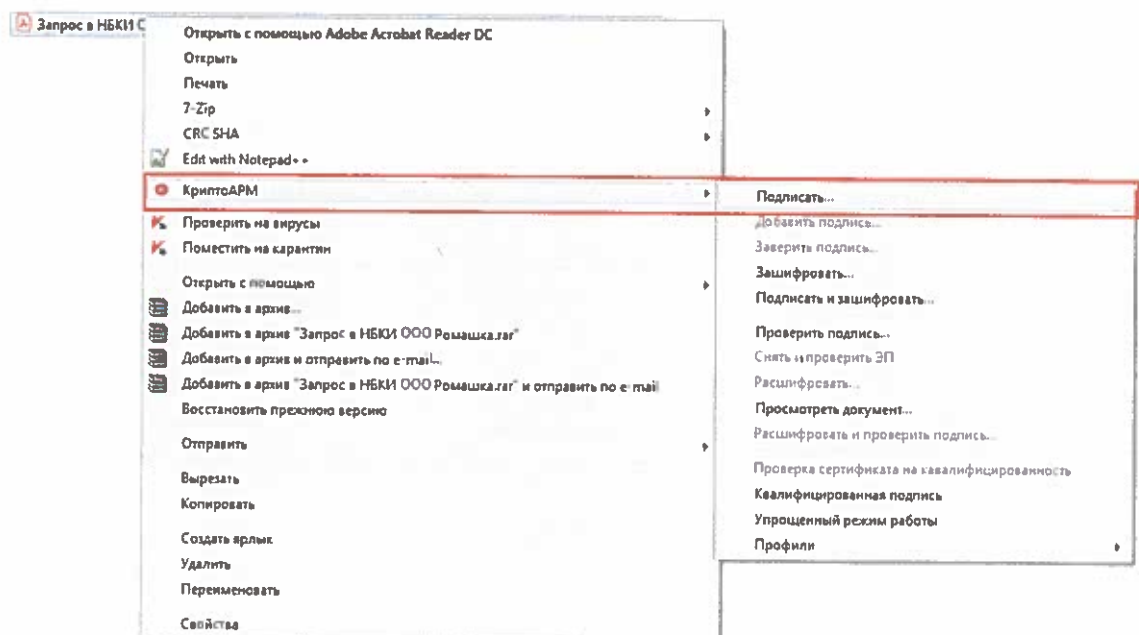 Запрос в НБКИ
Открыть с помощью Adobe Acrobat Reader DC
Открыть
Печать
7-Zip
CRC SHA
Edit with Notepad++
КриптоАРМ
Проверить на вирусы
Поместить на карантин
Открыть с помощью
Добавить в архив...
Добавить в архив "Запрос в НБКИ ООО Ромашка.rar"
Добавить в архив и отправить по e-mail...
Добавить в архив "Запрос в НБКИ ООО Ромашка.rar" и отправить по e-mail
Восстановить прежнюю версию
Отправить
Вырезать
Копировать
Создать ярлык
Удалить
Переименовать
Свойства
Подписать...
Добавить подпись...
Заверить подпись...
Зашифровать...
Подписать и зашифровать...
Проверить подпись...
Снять и проверить ЭП
Расшифровать...
Просмотреть документ...
Расшифровать и проверить подпись...
Проверка сертификата на кавалифицированность
Квалифицированная подпись
Упрощенный режим работы
Профили